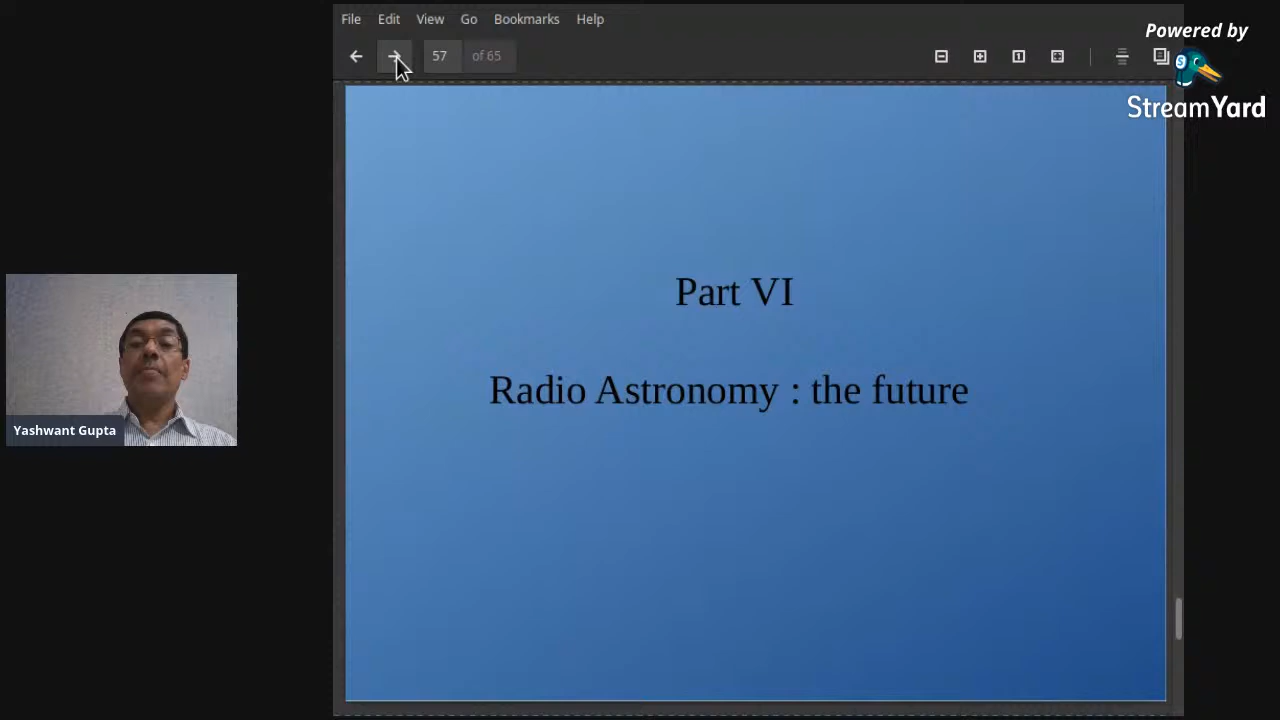 File Edit View Go Bookmarks Help
57 of 65
Powered by
StreamYard
Part VI
Radio Astronomy : the future
Yashwant Gupta